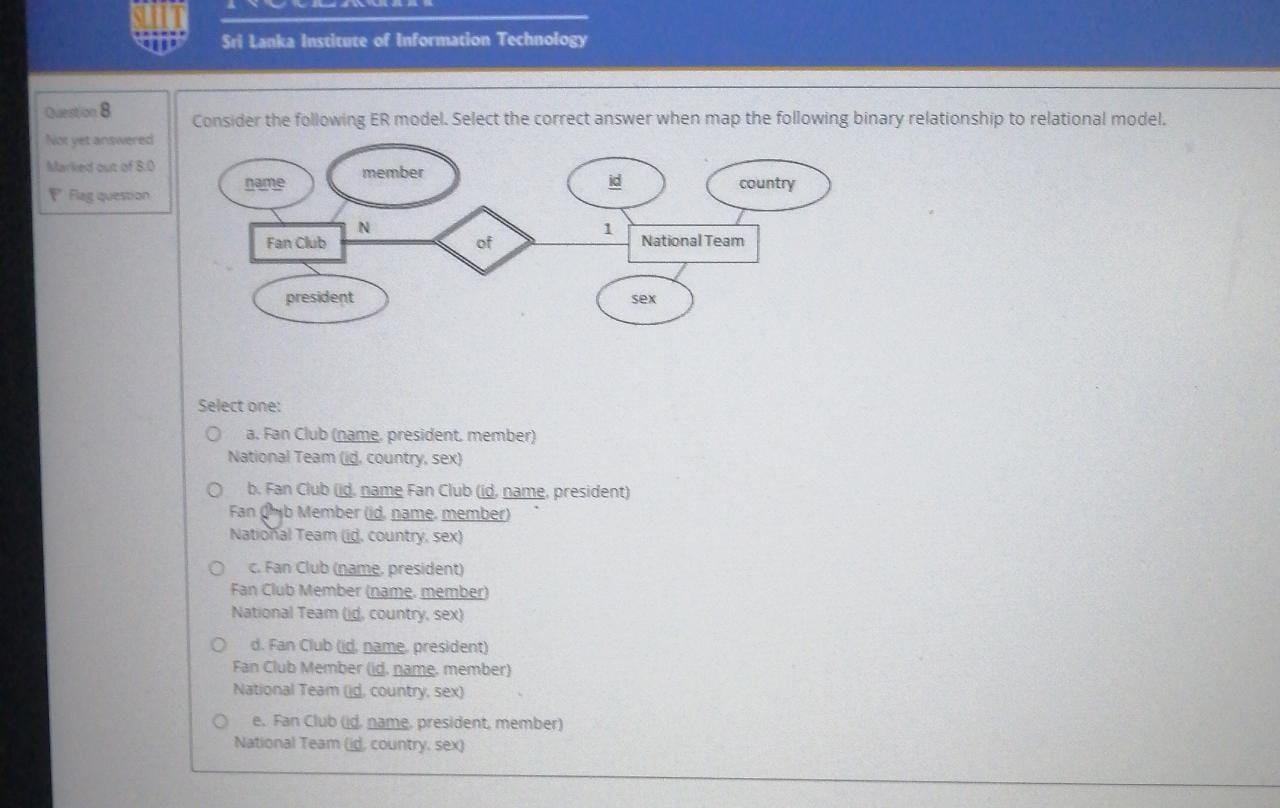 SLIIT
Sri Lanka Institute of Information Technology
Question 8
Not yet answered
Marked out of 8.0
Flag question
Consider the following ER model. Select the correct answer when map the following binary relationship to relational model.
name
member
id
country
Fan Club
N
of
1
National Team
president
sex
Select one:
a. Fan Club (name, president, member)
National Team (id, country, sex)
b. Fan Club (id, name Fan Club (id, name, president)
Fan b Member (id, name, member)
National Team (id, country, sex)
c. Fan Club (name, president)
Fan Club Member (name, member)
National Team (id, country, sex)
d. Fan Club (id, name, president)
Fan Club Member (id, name, member)
National Team (id, country, sex)
e. Fan Club (id, name, president, member)
National Team (id, country, sex)